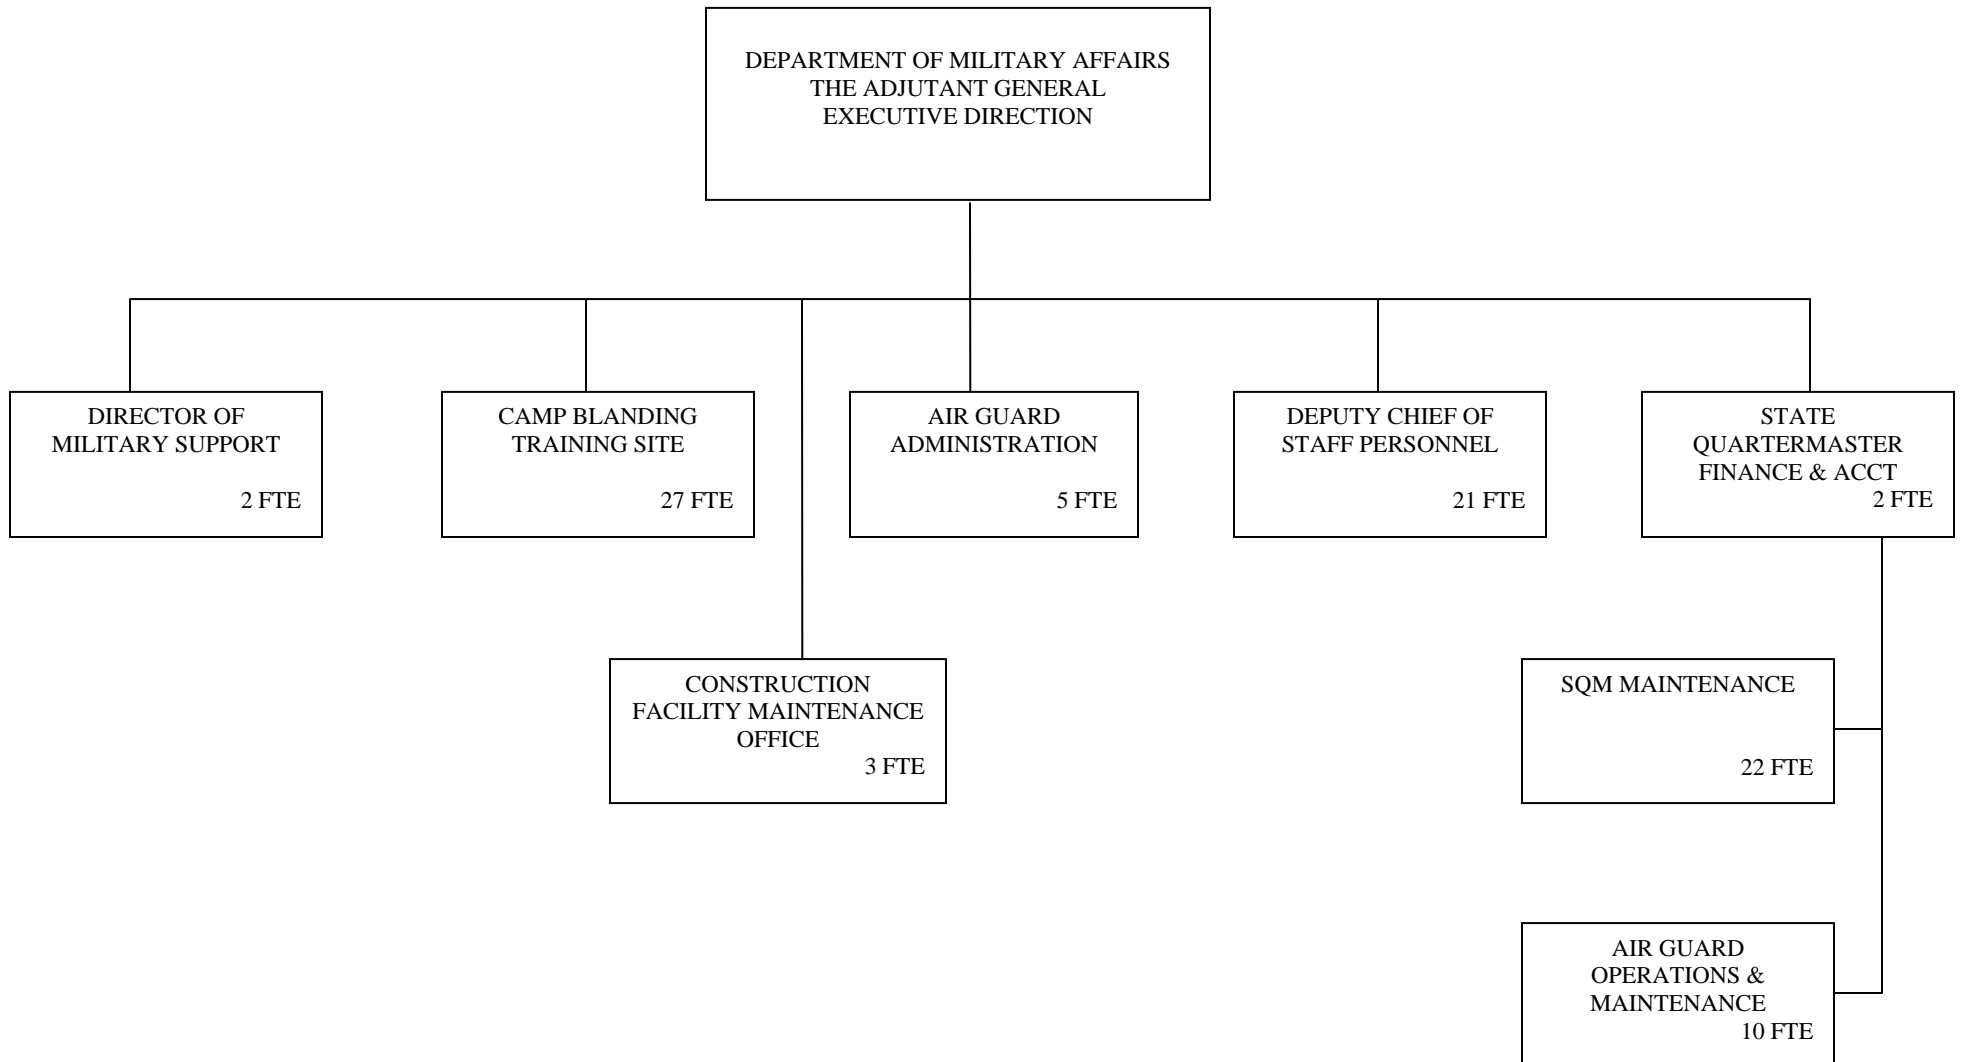 DEPARTMENT OF MILITARY AFFAIRS
THE ADJUTANT GENERAL
EXECUTIVE DIRECTION
DIRECTOR OF
MILITARY SUPPORT
2 FTE
CAMP BLANDING
TRAINING SITE
27 FTE
AIR GUARD
ADMINISTRATION
5 FTE
DEPUTY CHIEF OF
STAFF PERSONNEL
21 FTE
STATE
QUARTERMASTER
FINANCE & ACCT
2 FTE
CONSTRUCTION
FACILITY MAINTENANCE
OFFICE
3 FTE
SQM MAINTENANCE
22 FTE
AIR GUARD
OPERATIONS &
MAINTENANCE
10 FTE